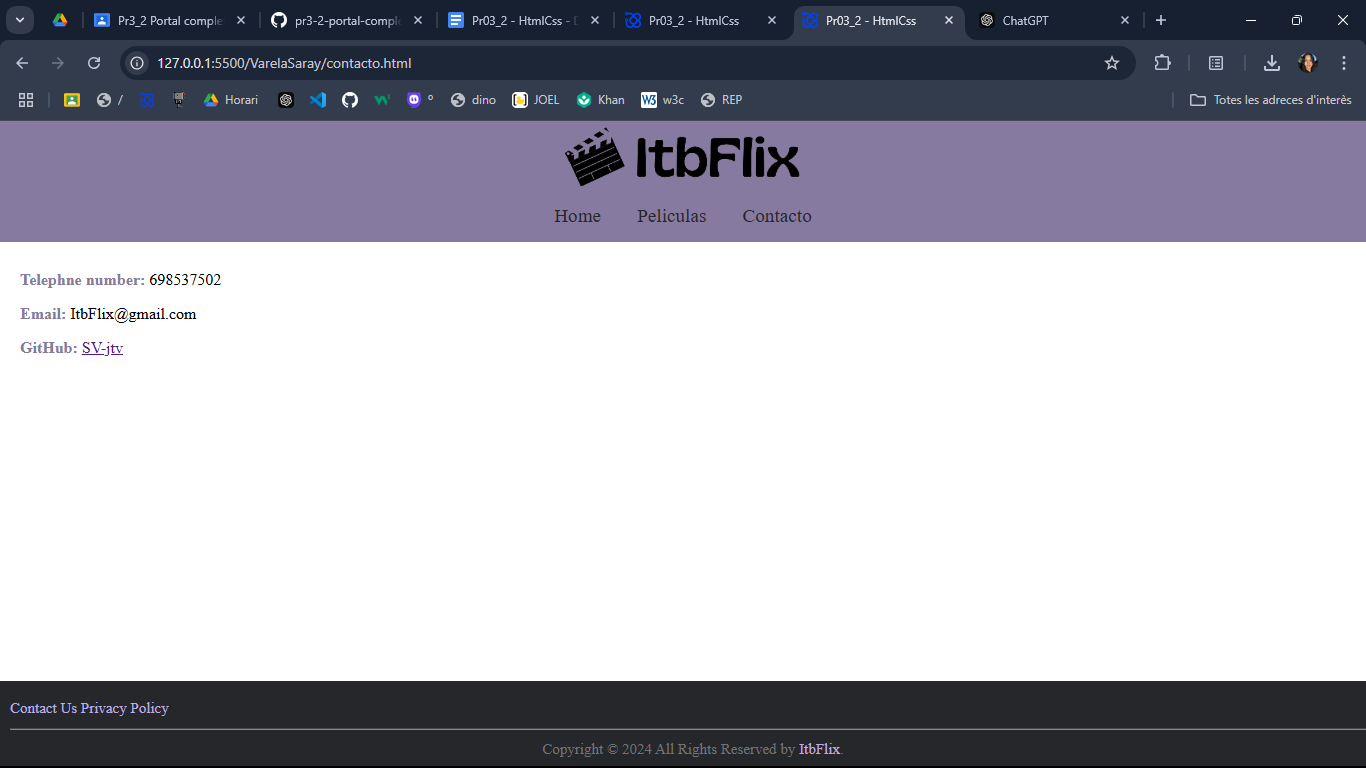 Pr3_2 Portal comple
pr3-2-portal-comple
Pr03_2 - HtmlCss - D
Pr03_2 - HtmlCss
Pr03_2 - HtmlCss
ChatGPT
127.0.0.1:5500/VarelaSaray/contacto.html
/
Horari
º
dino
JOEL
Khan
W3 w3c
REP
Totes les adreces d'interès
ItbFlix
Home Peliculas Contacto
Telephne number: 698537502
Email: ItbFlix@gmail.com
GitHub: SV-jtv
Contact Us Privacy Policy
Copyright © 2024 All Rights Reserved by ItbFlix.